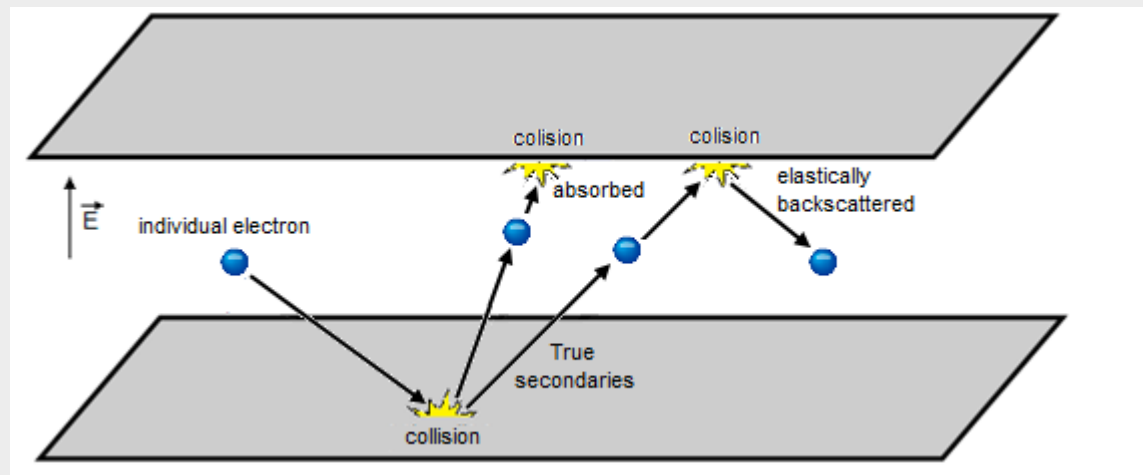 colision
colision
absorbed
elastically
backscattered
E
individual electron
True
secondaries
collision